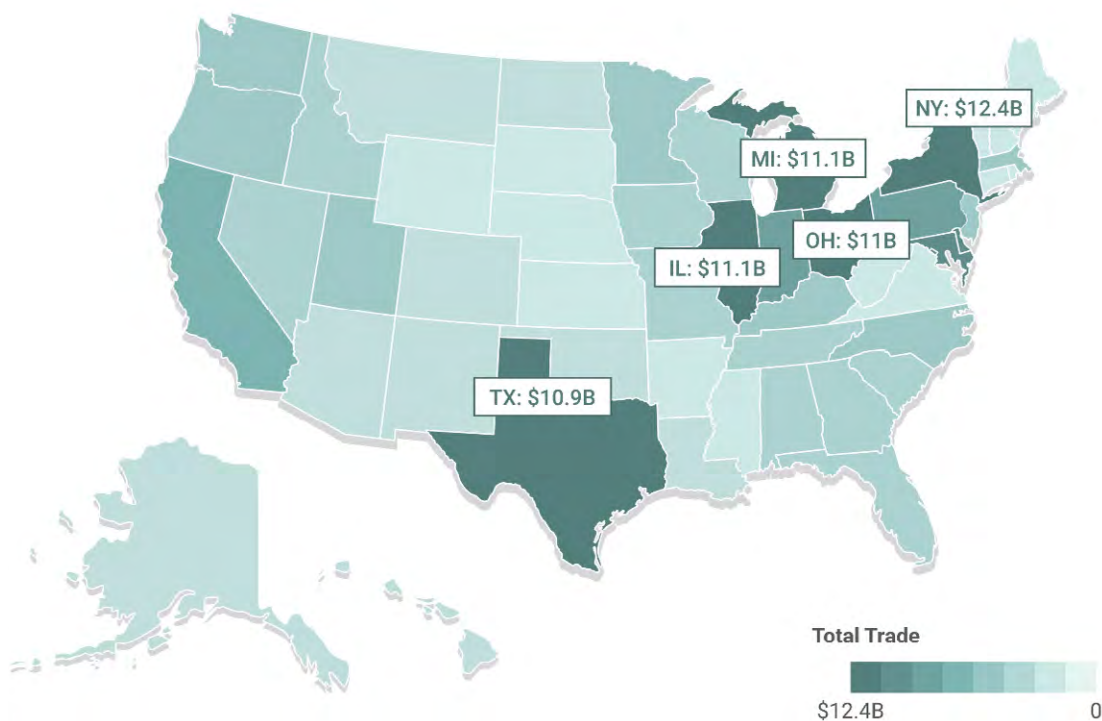 NY: $12.4B
MI: $11.1B
OH: $11B
IL: $11.1B
TX: $10.9B
Total Trade
$12.4B 0